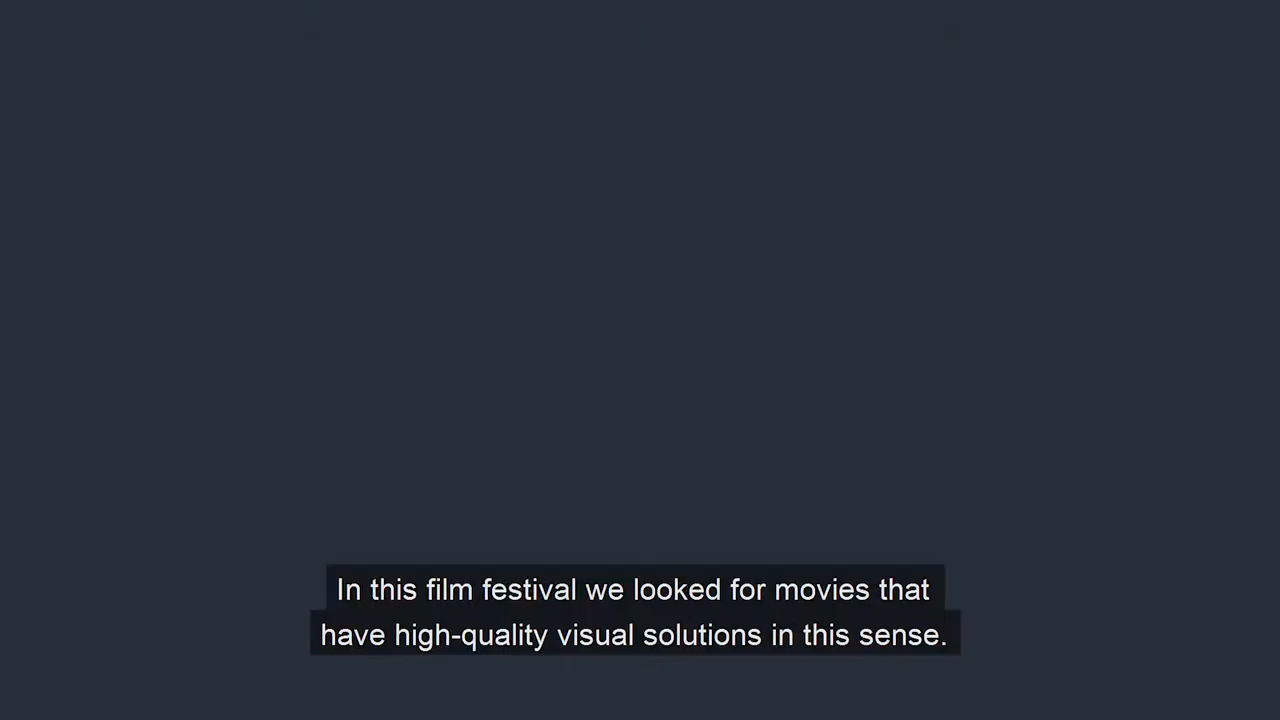 In this film festival we looked for movies that
have high-quality visual solutions in this sense.